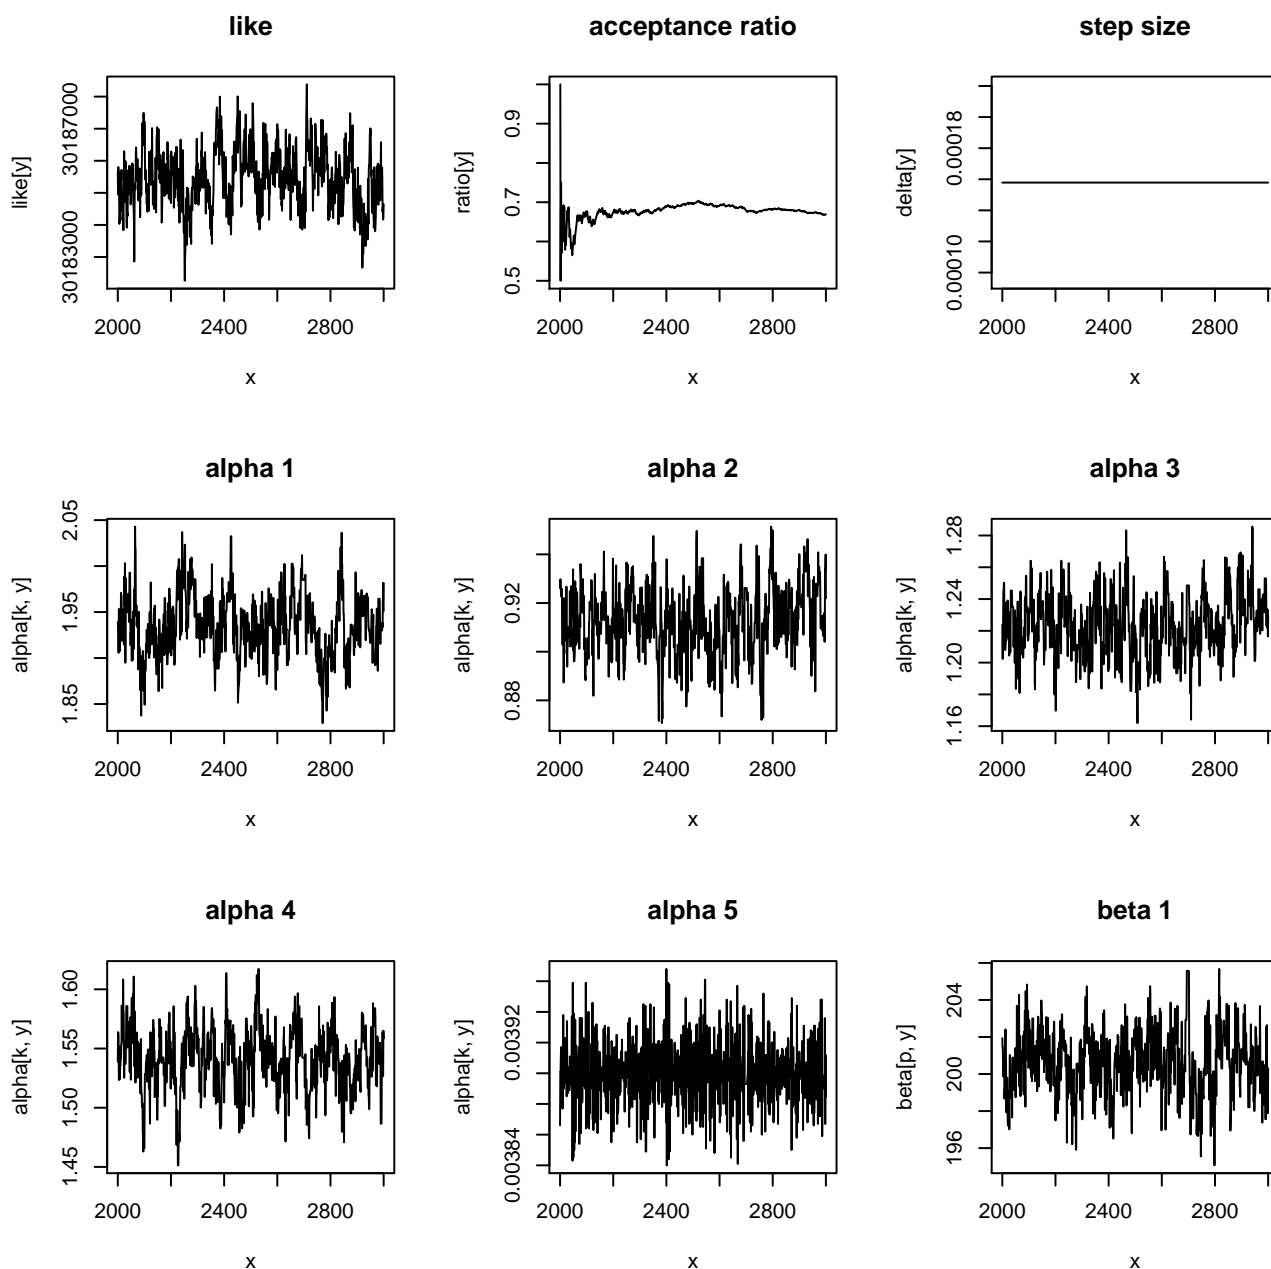 like
acceptance ratio
step size
like[y]
30183000 30187000
2000 2400 2800
x
ratio[y]
0.5 0.7 0.9
2000 2400 2800
x
delta[y]
0.00010 0.00018
2000 2400 2800
x
alpha 1
alpha 2
alpha 3
alpha[k, y]
1.85 1.95 2.05
2000 2400 2800
x
alpha[k, y]
0.88 0.92
2000 2400 2800
x
alpha[k, y]
1.16 1.20 1.24 1.28
2000 2400 2800
x
alpha 4
alpha 5
beta 1
alpha[k, y]
1.45 1.50 1.55 1.60
2000 2400 2800
x
alpha[k, y]
0.00384 0.00392
2000 2400 2800
x
beta[p, y]
196 200 204
2000 2400 2800
x